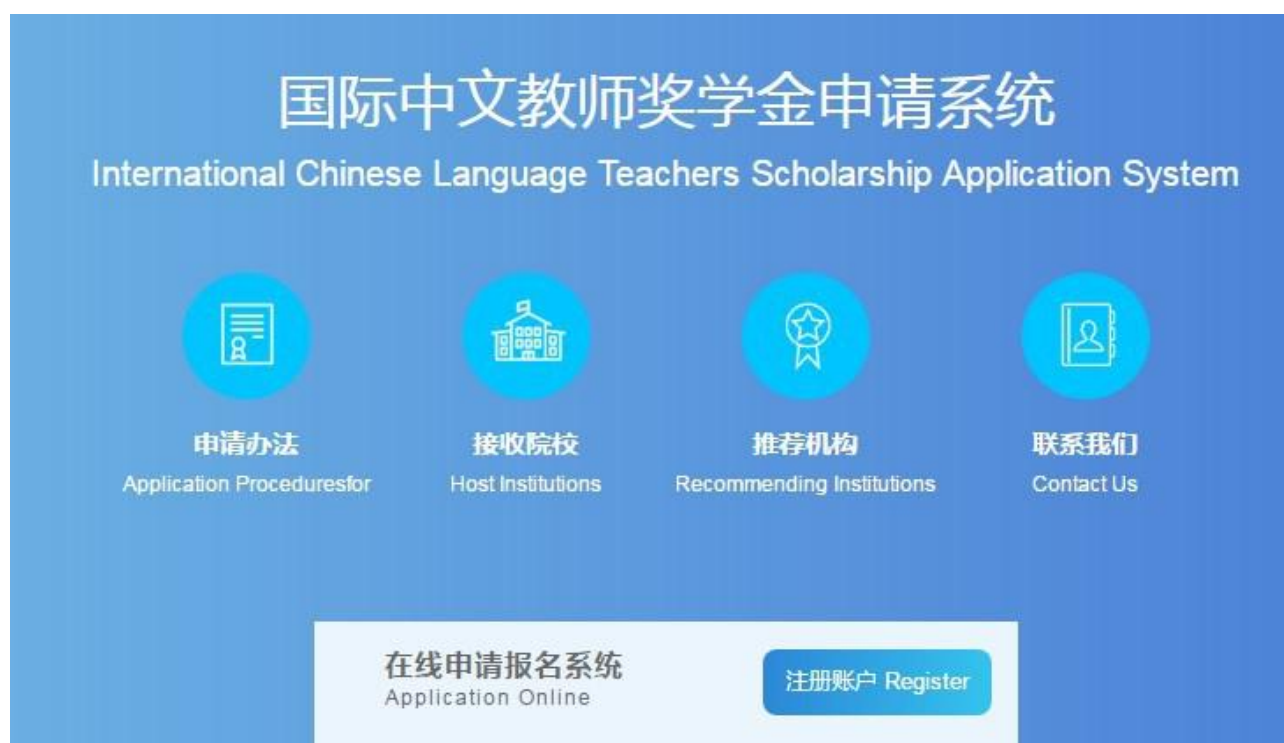 国际中文教师奖学金申请系统
International Chinese Language Teachers Scholarship Application System
申请办法
Application Proceduresfor
接收院校
Host Institutions
推荐机构
Recommending Institutions
联系我们
Contact Us
在线申请报名系统
Application Online
注册账户 Register